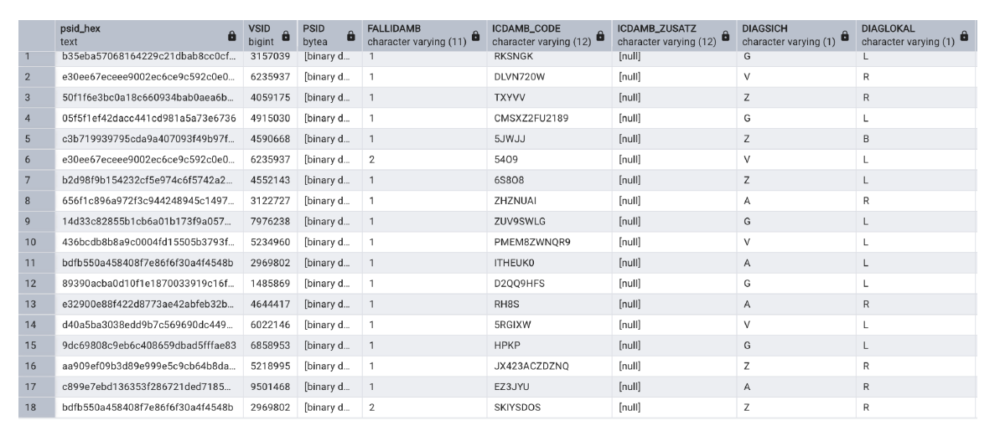 psid_hex text VSID bigint PSID bytea FALLIDAMB character varying (11) ICDAMB_CODE character varying (12) ICDAMB_ZUSATZ character varying (12) DIAGSICH character varying (1) DIAGLOKAL character varying (1)
1 b35eba57068164229c21dbab8cc0cf... 3157039 [binary d... 1 RKSNGK [null] G L
2 e30ee67eceee9002ec6ce9c592c0e0... 6235937 [binary d... 1 DLVN720W [null] V R
3 50f1f6e3bc0a18c660934bab0aea6b... 4059175 [binary d... 1 TXYVV [null] Z R
4 05f5f1ef42dacc441cd981a5a73e6736 4915030 [binary d... 1 CMSXZ2FU2189 [null] G L
5 c3b719939795cda9a407093f49b97f... 4590668 [binary d... 1 5JWJJ [null] Z B
6 e30ee67eceee9002ec6ce9c592c0e0... 6235937 [binary d... 2 54O9 [null] V L
7 b2d98f9b154232cf5e974c6f5742a2... 4552143 [binary d... 1 6S8O8 [null] Z L
8 656f1c896a972f3c944248945c1497... 3122727 [binary d... 1 ZHZNUAI [null] A R
9 14d33c82855b1cb6a01b173f9a057... 7976238 [binary d... 1 ZUV9SWLG [null] G L
10 436bcdb8b8a9c0004fd15505b3793f... 5234960 [binary d... 1 PMEM8ZWNQR9 [null] V L
11 bdfb550a458408f7e86f6f30a4f4548b 2969802 [binary d... 1 ITHEUK0 [null] A L
12 89390acba0d10f1e1870033919c16f... 1485869 [binary d... 1 D2QQ9HFS [null] G L
13 e32900e88f422d8773ae42abfeb32b... 4644417 [binary d... 1 RH8S [null] A R
14 d40a5ba3038edd9b7c569690dc449... 6022146 [binary d... 1 5RGIXW [null] V L
15 9dc69808c9eb6c408659dbad5fffae83 6858953 [binary d... 1 HPKP [null] G L
16 aa909ef09b3d89e999e5c9cb64b8da... 5218995 [binary d... 1 JX423ACZDZNQ [null] Z R
17 c899e7ebd136353f286721ded7185... 9501468 [binary d... 1 EZ3JYU [null] A R
18 bdfb550a458408f7e86f6f30a4f4548b 2969802 [binary d... 2 SKIYSDOS [null] Z R